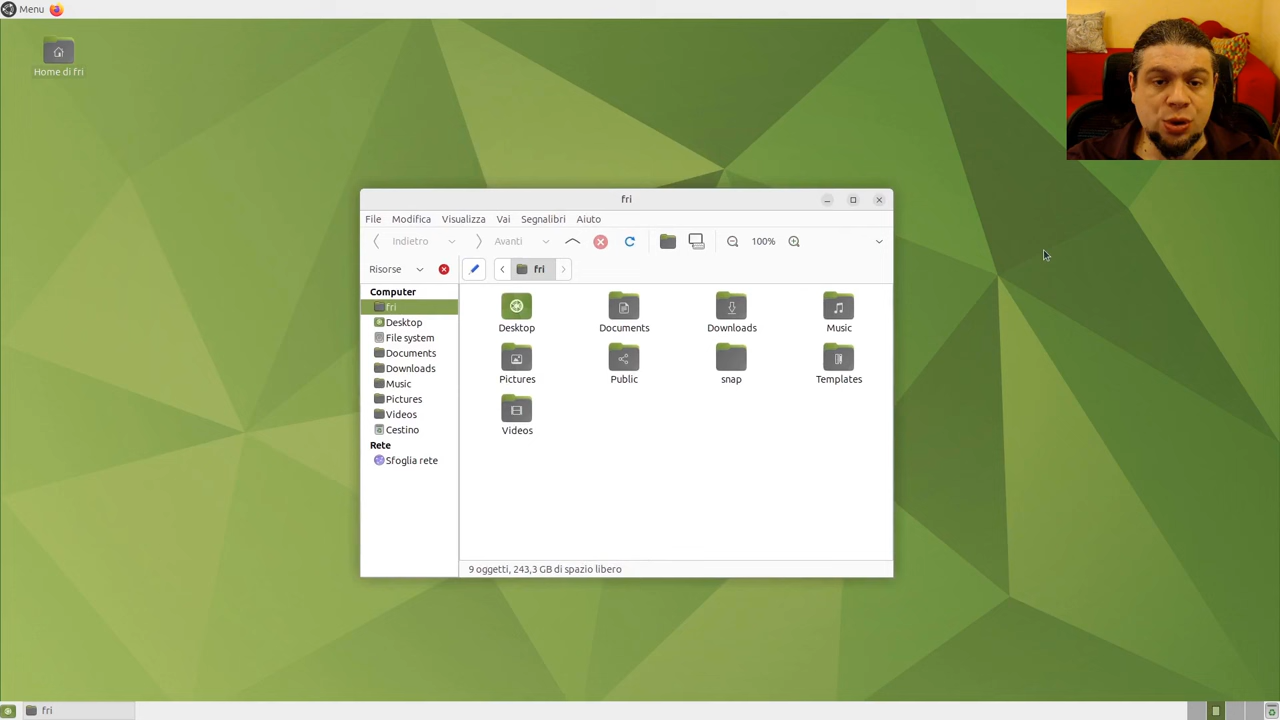 Menu
Home di fri
fri
File Modifica Visualizza Vai Segnalibri Aiuto
Indietro Avanti 100%
Risorse fri
Computer
fri
Desktop
File system
Documents
Downloads
Music
Pictures
Videos
Cestino
Rete
Sfoglia rete
Desktop Documents Downloads Music
Pictures Public snap Templates
Videos
9 oggetti, 243,3 GB di spazio libero
fri